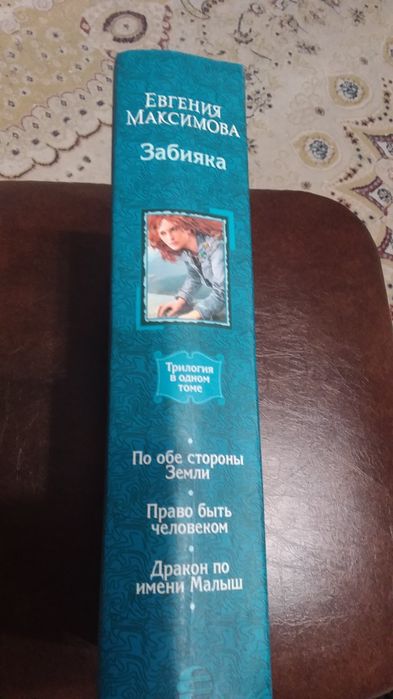 ЕВГЕНИЯ
МАКСИМОВА
Забияка
Трилогия
в одном
томе
По обе стороны
Земли
Право быть
человеком
Дракон по
имени Малыш